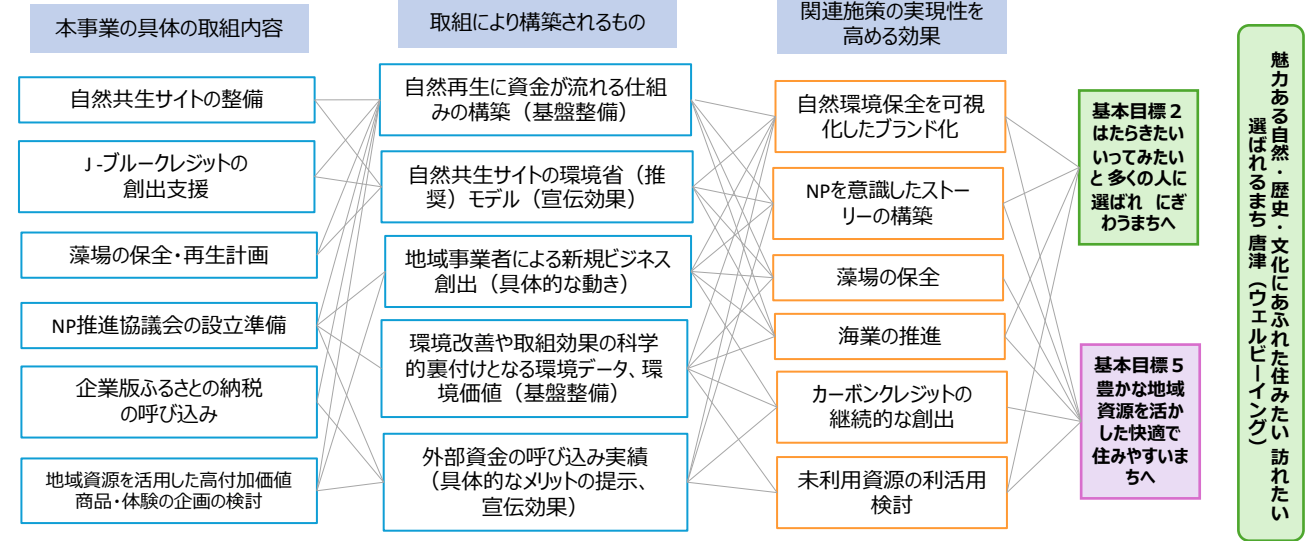 本事業の具体の取組内容
取組により構築されるもの
関連施策の実現性を
高める効果
自然共生サイトの整備
J-ブルークレジットの
創出支援
藻場の保全・再生計画
NP推進協議会の設立準備
企業版ふるさとの納税
の呼び込み
地域資源を活用した高付加価値
商品・体験の企画の検討
自然再生に資金が流れる仕組
みの構築（基盤整備）
自然共生サイトの環境省（推
奨）モデル（宣伝効果）
地域事業者による新規ビジネス
創出（具体的な動き）
環境改善や取組効果の科学
的裏付けとなる環境データ、環
境価値（基盤整備）
外部資金の呼び込み実績
（具体的なメリットの提示、
宣伝効果）
自然環境保全を可視
化したブランド化
NPを意識したストー
リーの構築
藻場の保全
海業の推進
カーボンクレジットの
継続的な創出
未利用資源の利活用
検討
基本目標２
はたらきたい
いってみたい
と多くの人に
選ばれ にぎ
わうまちへ
基本目標５
豊かな地域
資源を活か
した快適で
住みやすいま
ちへ
魅力ある自然・歴史・文化にあふれた住みたい 訪れたい
選ばれるまち 唐津（ウェルビーイング）